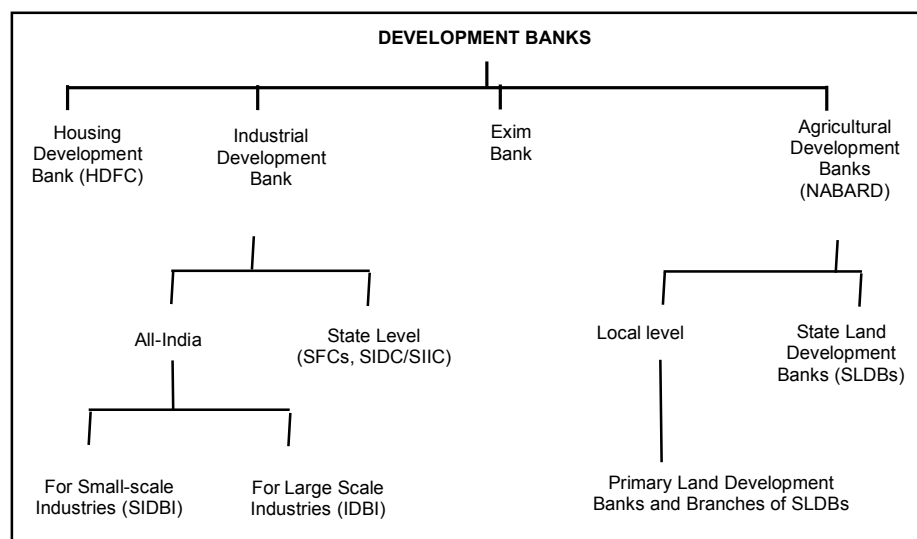 DEVELOPMENT BANKS
Housing
Development
Bank (HDFC)
Industrial
Development
Bank
Exim
Bank
Agricultural
Development
Banks
(NABARD)
All-India
State Level
(SFCs, SIDC/SIIC)
Local level
State Land
Development
Banks (SLDBs)
For Small-scale
Industries (SIDBI)
For Large Scale
Industries (IDBI)
Primary Land Development
Banks and Branches of SLDBs